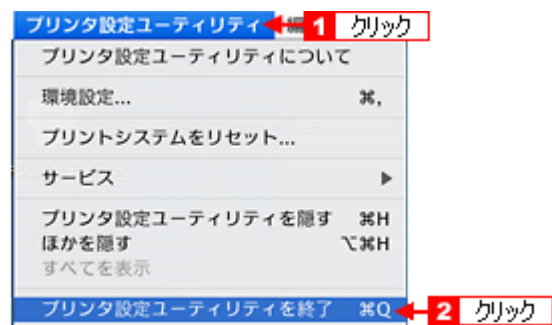 プリンタ設定ユーティリティ 1 クリック
プリンタ設定ユーティリティについて
環境設定... ⌘,
プリントシステムをリセット...
サービス ▶
プリンタ設定ユーティリティを隠す ⌘H
ほかを隠す ⌥⌘H
すべてを表示
プリンタ設定ユーティリティを終了 ⌘Q 2 クリック